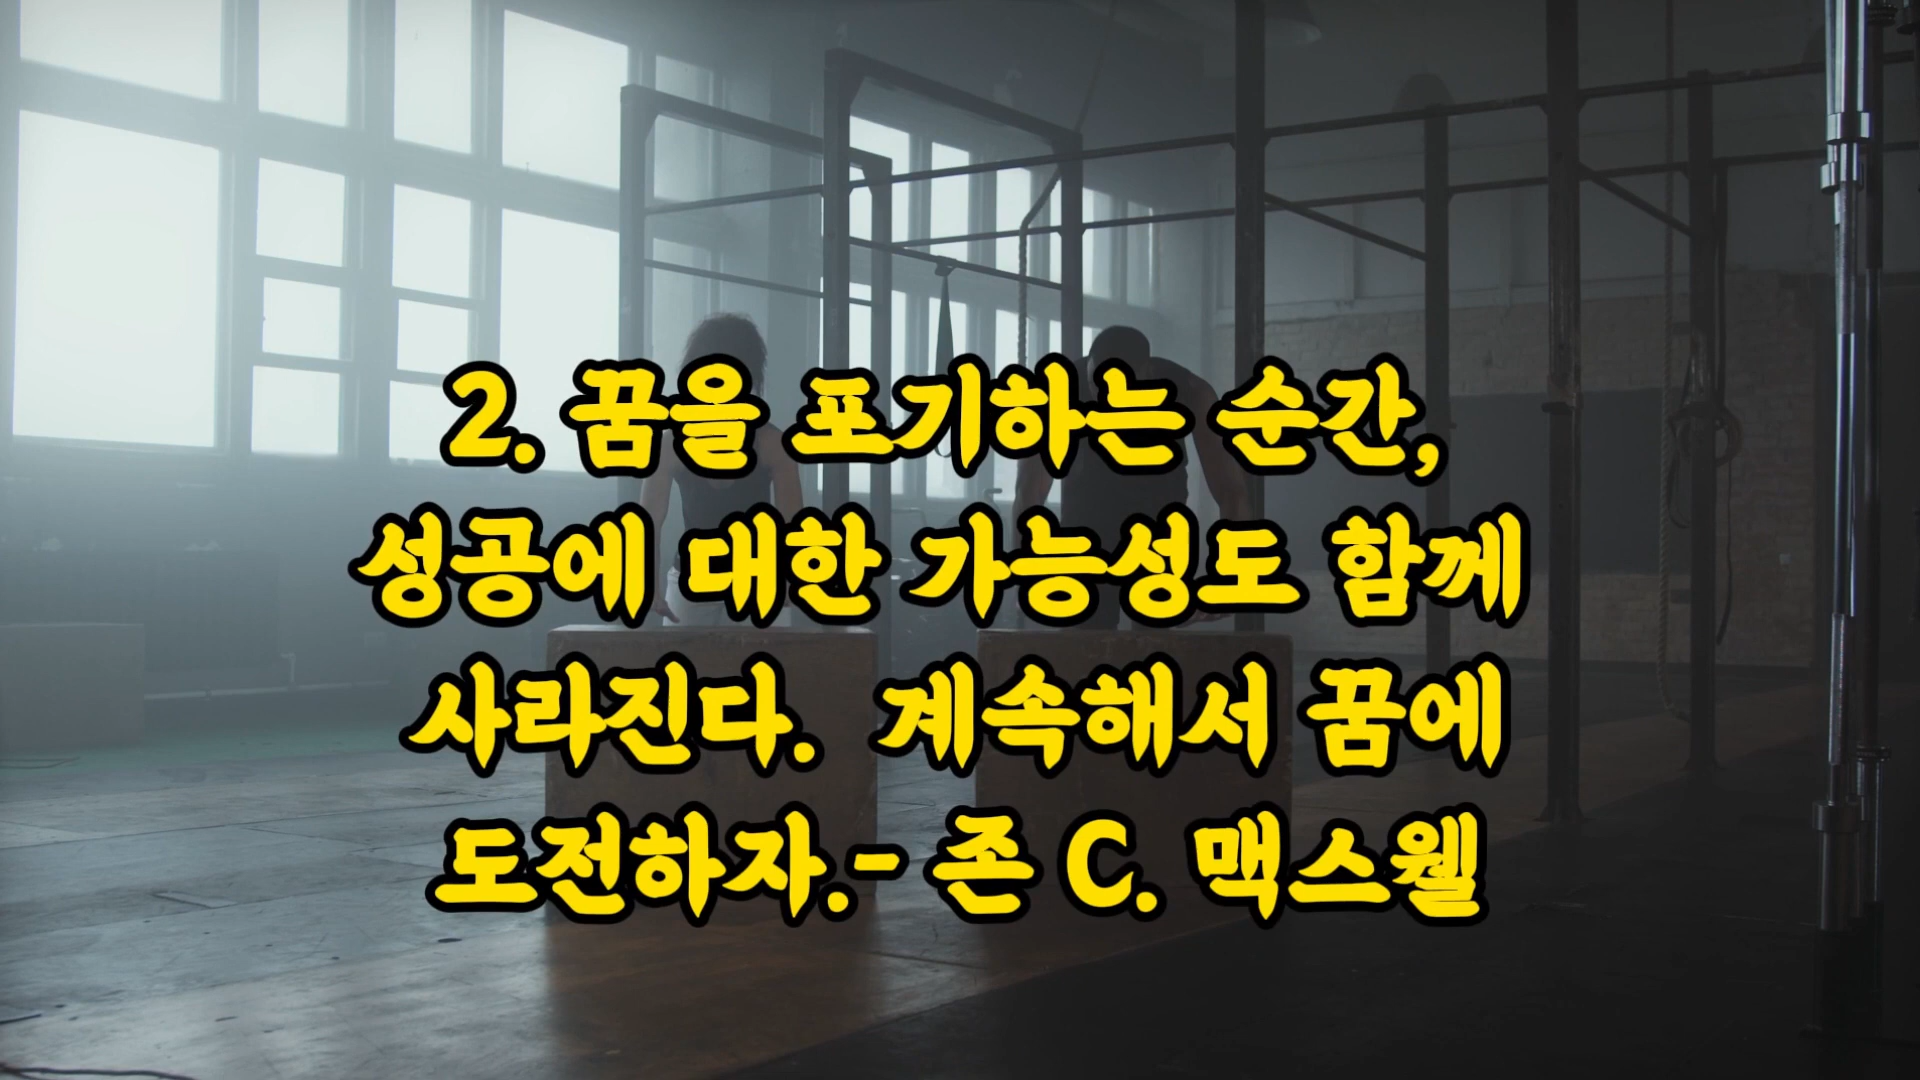 2. 꿈을 포기하는 순간,
성공에 대한 가능성도 함께
사라진다.  계속해서 꿈에
도전하자.- 존 C. 맥스웰